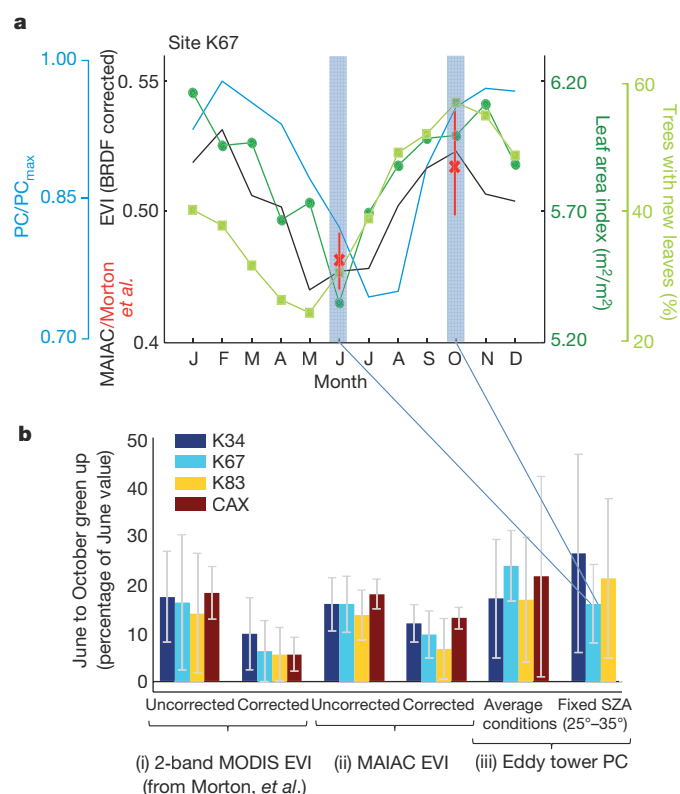 a
Site K67
PC/PCmax
1.00
0.85
0.70
MAIAC/Morton et al.
EVI (BRDF corrected)
0.55
0.50
0.4
6.20
5.70
5.20
Leaf area index (m²/m²)
60
40
20
Trees with new leaves (%)
J F M A M J J A S O N D
Month
b
June to October green up
(percentage of June value)
50
40
30
20
10
0
K34
K67
K83
CAX
Uncorrected Corrected Uncorrected Corrected Average conditions Fixed SZA (25°–35°)
(i) 2-band MODIS EVI
(from Morton, et al.)
(ii) MAIAC EVI
(iii) Eddy tower PC